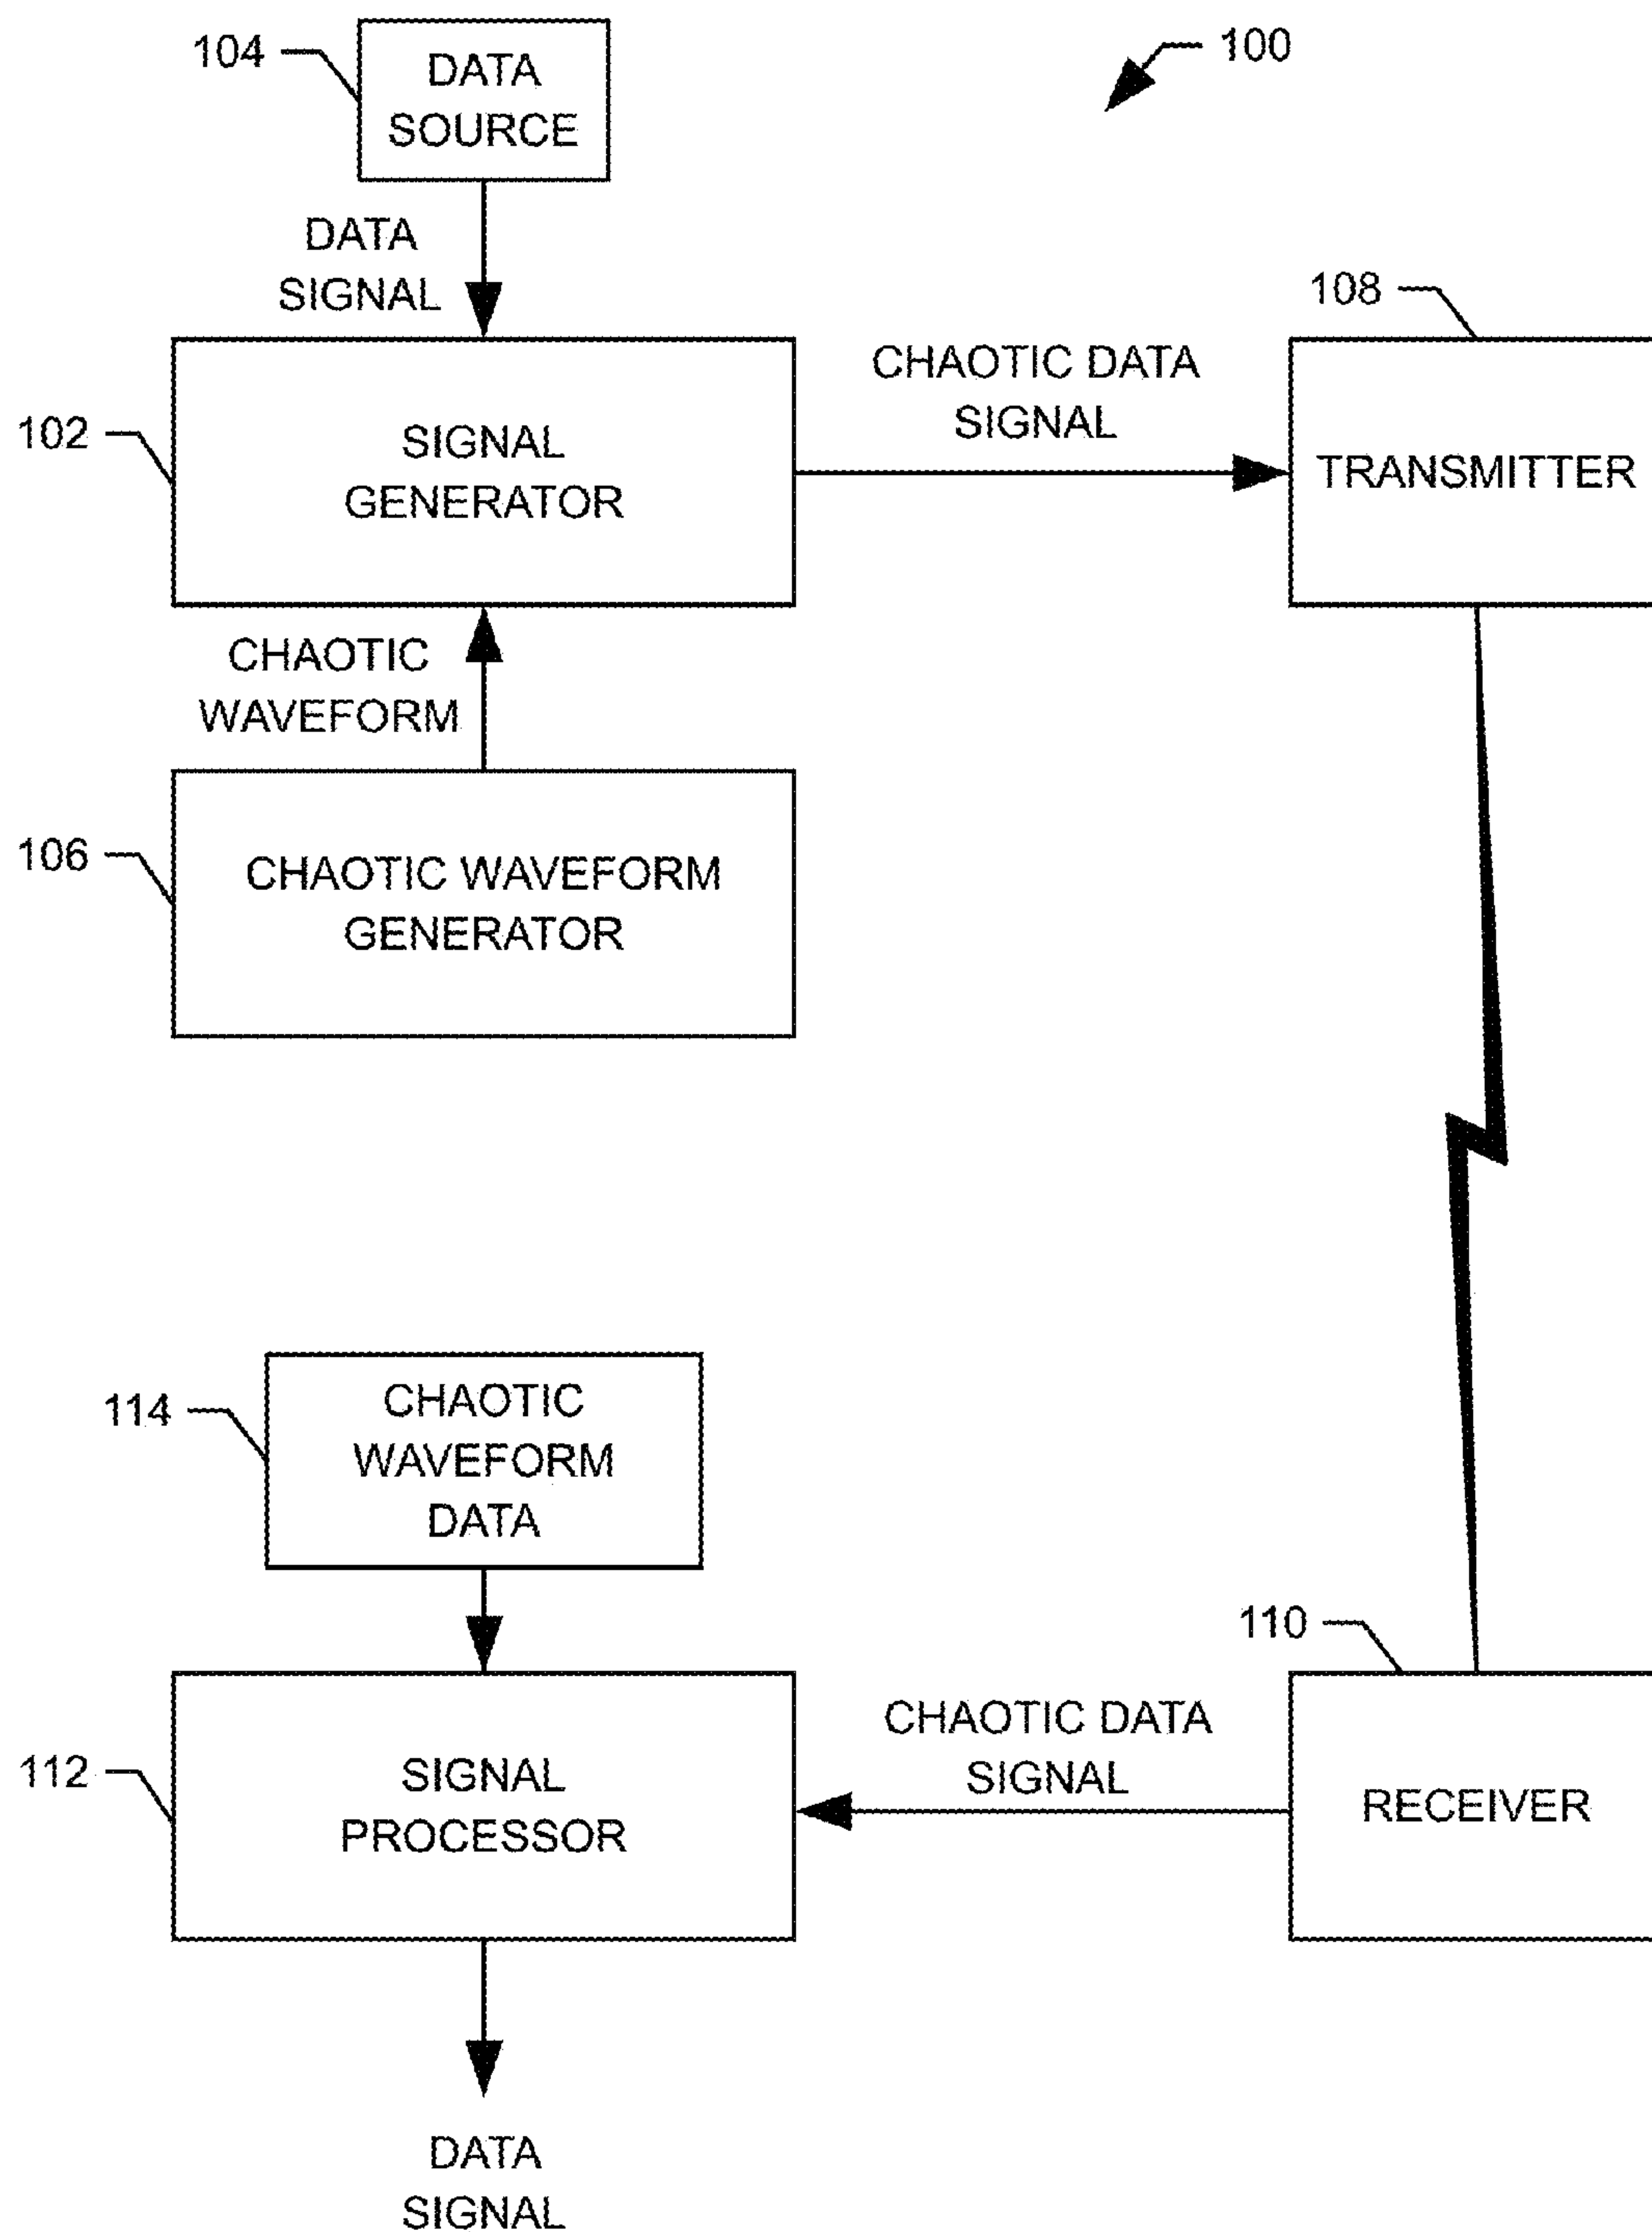 104
DATA
SOURCE
100
DATA
SIGNAL
108
CHAOTIC DATA
SIGNAL
102
SIGNAL
GENERATOR
TRANSMITTER
CHAOTIC
WAVEFORM
106
CHAOTIC WAVEFORM
GENERATOR
114
CHAOTIC
WAVEFORM
DATA
110
CHAOTIC DATA
SIGNAL
112
SIGNAL
PROCESSOR
RECEIVER
DATA
SIGNAL